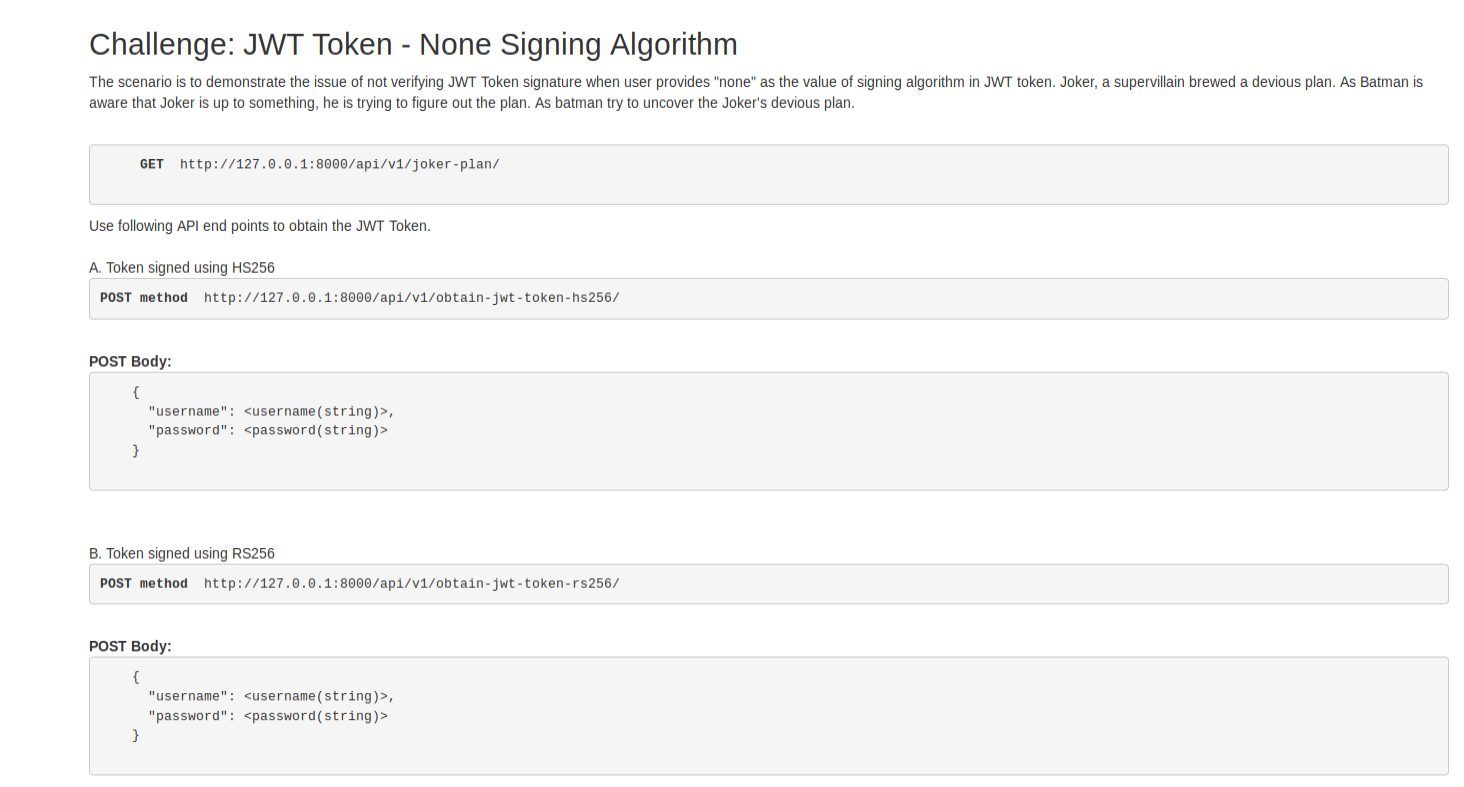 Challenge: JWT Token - None Signing Algorithm
The scenario is to demonstrate the issue of not verifying JWT Token signature when user provides "none" as the value of signing algorithm in JWT token. Joker, a supervillain brewed a devious plan. As Batman is
aware that Joker is up to something, he is trying to figure out the plan. As batman try to uncover the Joker's devious plan.
GET http://127.0.0.1:8000/api/v1/joker-plan/
Use following API end points to obtain the JWT Token.
A. Token signed using HS256
POST method http://127.0.0.1:8000/api/v1/obtain-jwt-token-hs256/
POST Body:
{
"username": <username(string)>,
"password": <password(string)>
}
B. Token signed using RS256
POST method http://127.0.0.1:8000/api/v1/obtain-jwt-token-rs256/
POST Body:
{
"username": <username(string)>,
"password": <password(string)>
}